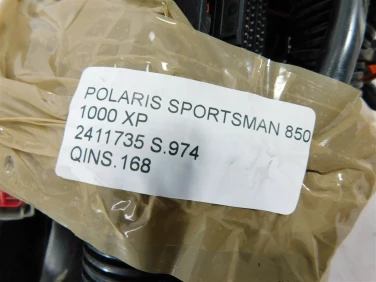 POLARIS SPORTSMAN 850
1000 XP
2411735 S.974
QINS.168